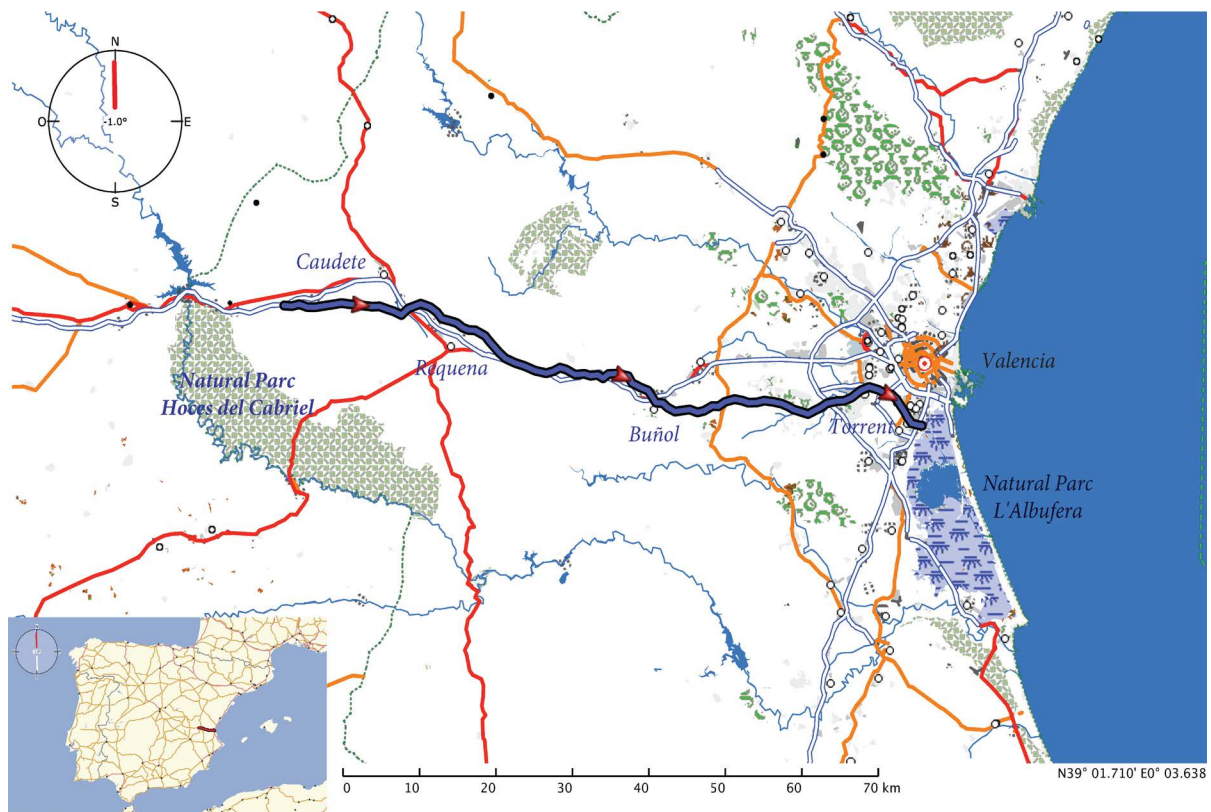 N
O
-1.0°
E
S
Caudete
Requena
Natural Parc
Hoces del Cabriel
Buñol
Torrent
Valencia
Natural Parc
L'Albufera
0 10 20 30 40 50 60 70 km
N39° 01.710' E0° 03.638